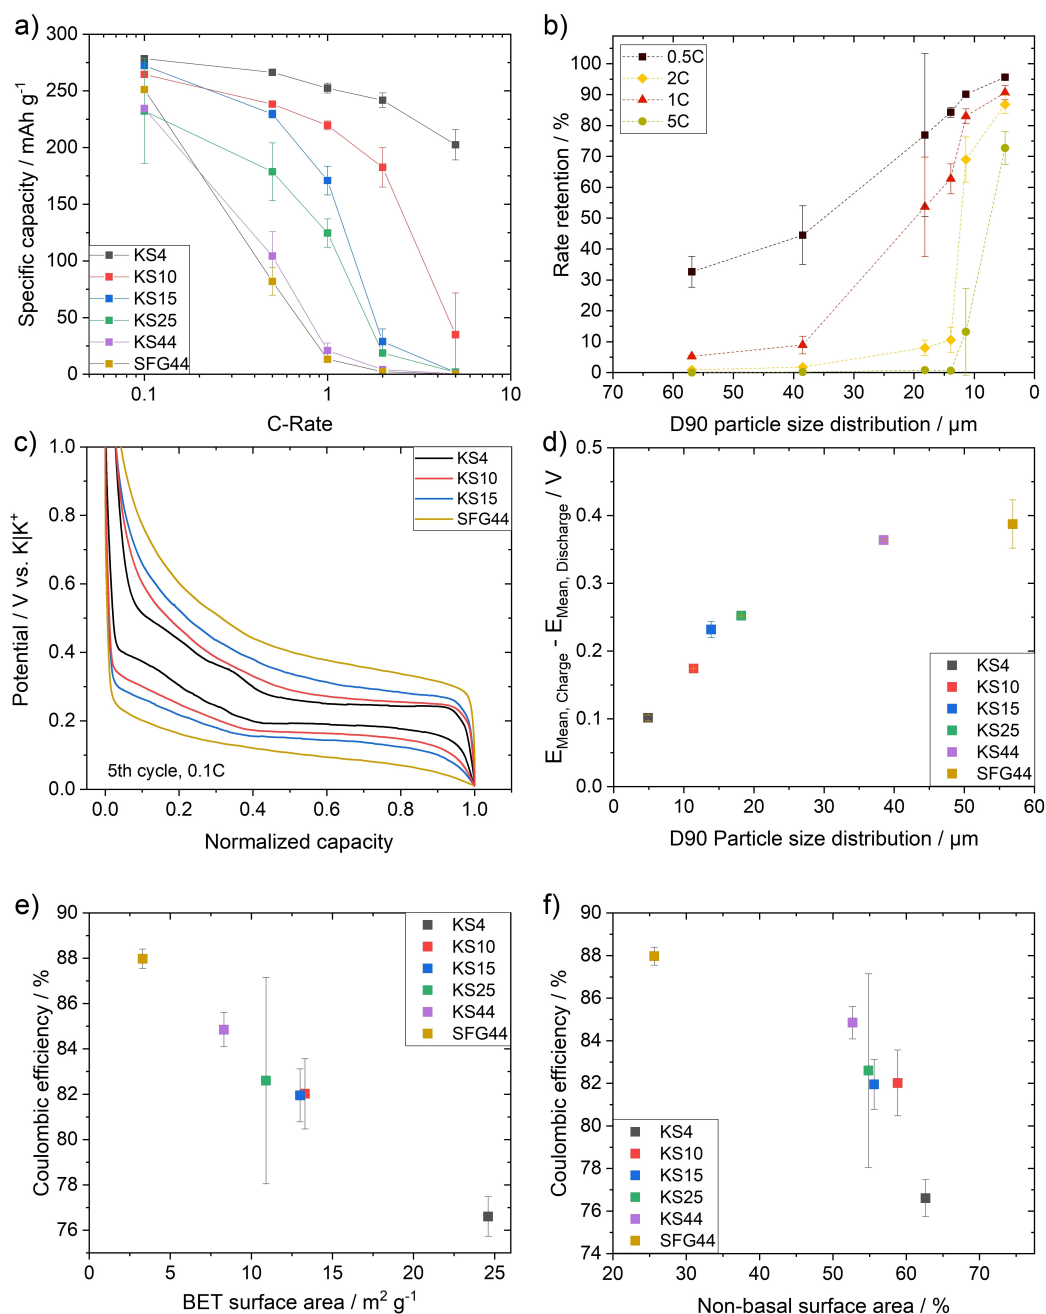 a)
300
250
200
150
100
50
0
Specific capacity / mAh g⁻¹
KS4
KS10
KS15
KS25
KS44
SFG44
0.1
1
10
C-Rate
b)
100
90
80
70
60
50
40
30
20
10
0
Rate retention / %
0.5C
2C
1C
5C
70
60
50
40
30
20
10
0
D90 particle size distribution / µm
c)
1.0
0.8
0.6
0.4
0.2
0.0
Potential / V vs. K|K⁺
KS4
KS10
KS15
SFG44
5th cycle, 0.1C
0.0
0.2
0.4
0.6
0.8
1.0
Normalized capacity
d)
0.5
0.4
0.3
0.2
0.1
0.0
E_Mean, Charge - E_Mean, Discharge / V
KS4
KS10
KS15
KS25
KS44
SFG44
0
10
20
30
40
50
60
D90 Particle size distribution / µm
e)
90
88
86
84
82
80
78
76
Coulombic efficiency / %
KS4
KS10
KS15
KS25
KS44
SFG44
0
5
10
15
20
25
BET surface area / m² g⁻¹
f)
90
88
86
84
82
80
78
76
74
Coulombic efficiency / %
KS4
KS10
KS15
KS25
KS44
SFG44
20
30
40
50
60
70
Non-basal surface area / %